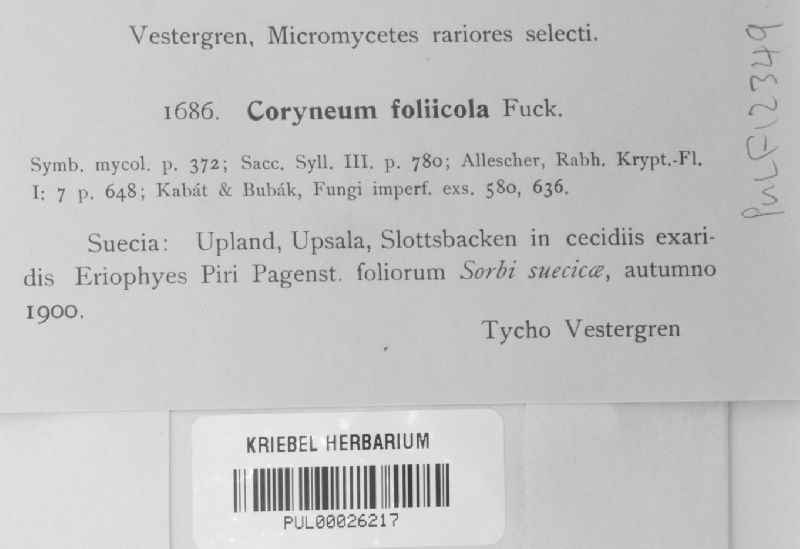 Vestergren, Micromycetes rariores selecti.
1686. Coryneum foliicola Fuck.
Symb. mycol. p. 372; Sacc. Syll. III. p. 780; Allescher, Rabh. Krypt.-Fl.
I: 7 p. 648; Kabát & Bubák, Fungi imperf. exs. 580, 636.
Suecia: Upland, Upsala, Slottsbacken in cecidiis exari-
dis Eriophyes Piri Pagenst. foliorum Sorbi suecicæ, autumno
1900.
Tycho Vestergren
PULF12349
KRIEBEL HERBARIUM
PUL00026217